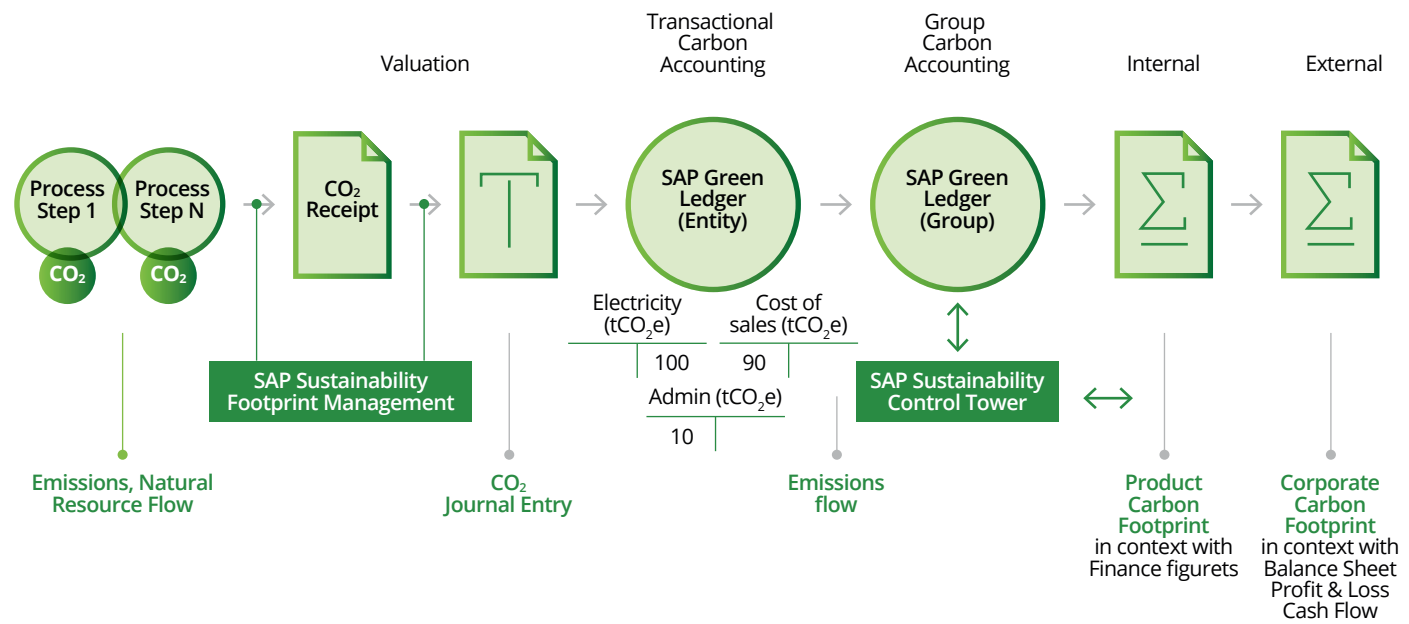 Valuation
Transactional
Carbon
Accounting
Group
Carbon
Accounting
Internal
External
Process
Step 1
Process
Step N
CO₂
CO₂
CO₂
Receipt
SAP Green
Ledger
(Entity)
SAP Green
Ledger
(Group)
Σ
Σ
Electricity
(tCO₂e)
100
Cost of
sales (tCO₂e)
90
Admin (tCO₂e)
10
SAP Sustainability
Footprint Management
SAP Sustainability
Control Tower
Emissions, Natural
Resource Flow
CO₂
Journal Entry
Emissions
flow
Product
Carbon
Footprint
in context with
Finance figurets
Corporate
Carbon
Footprint
in context with
Balance Sheet
Profit & Loss
Cash Flow